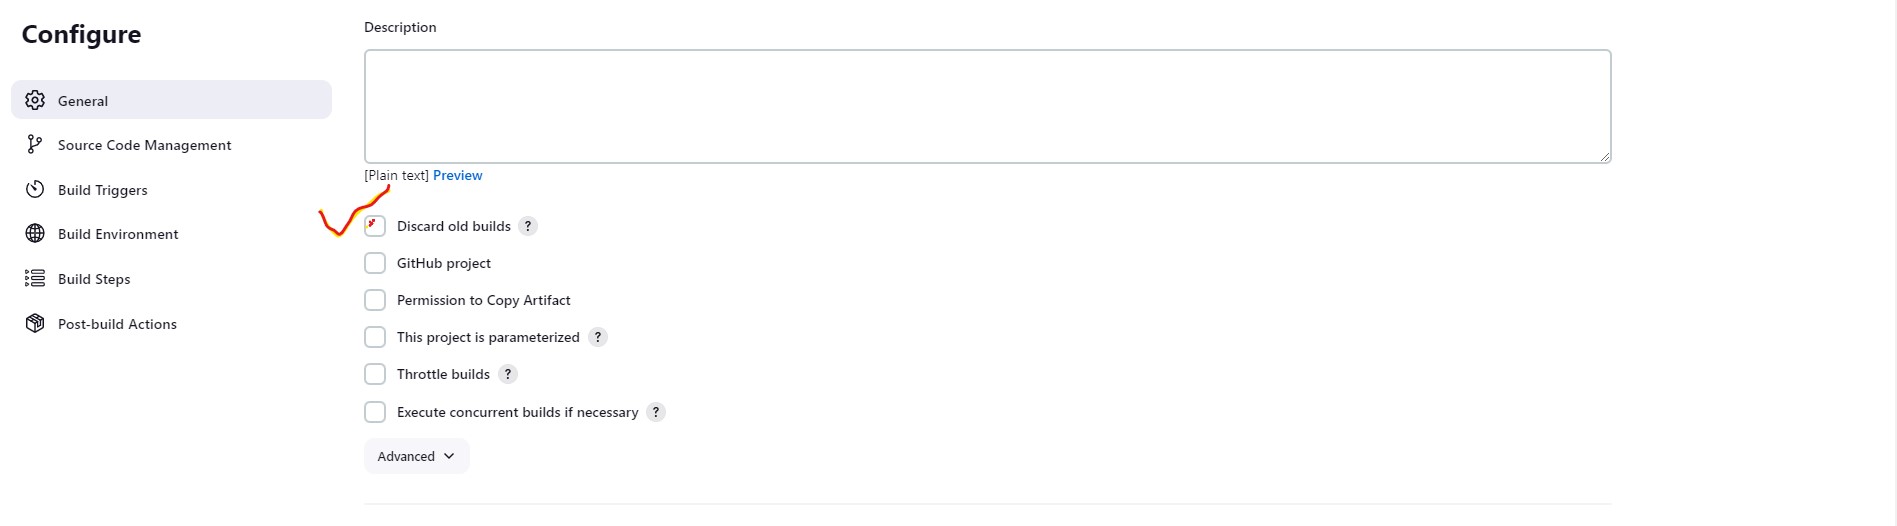 Configure
General
Source Code Management
Build Triggers
Build Environment
Build Steps
Post-build Actions
Description
[Plain text] Preview
Discard old builds ?
GitHub project
Permission to Copy Artifact
This project is parameterized ?
Throttle builds ?
Execute concurrent builds if necessary ?
Advanced